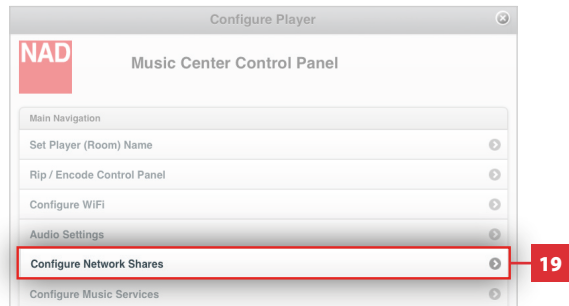 Configure Player
NAD
Music Center Control Panel
Main Navigation
Set Player (Room) Name
Rip / Encode Control Panel
Configure WiFi
Audio Settings
Configure Network Shares
19
Configure Music Services